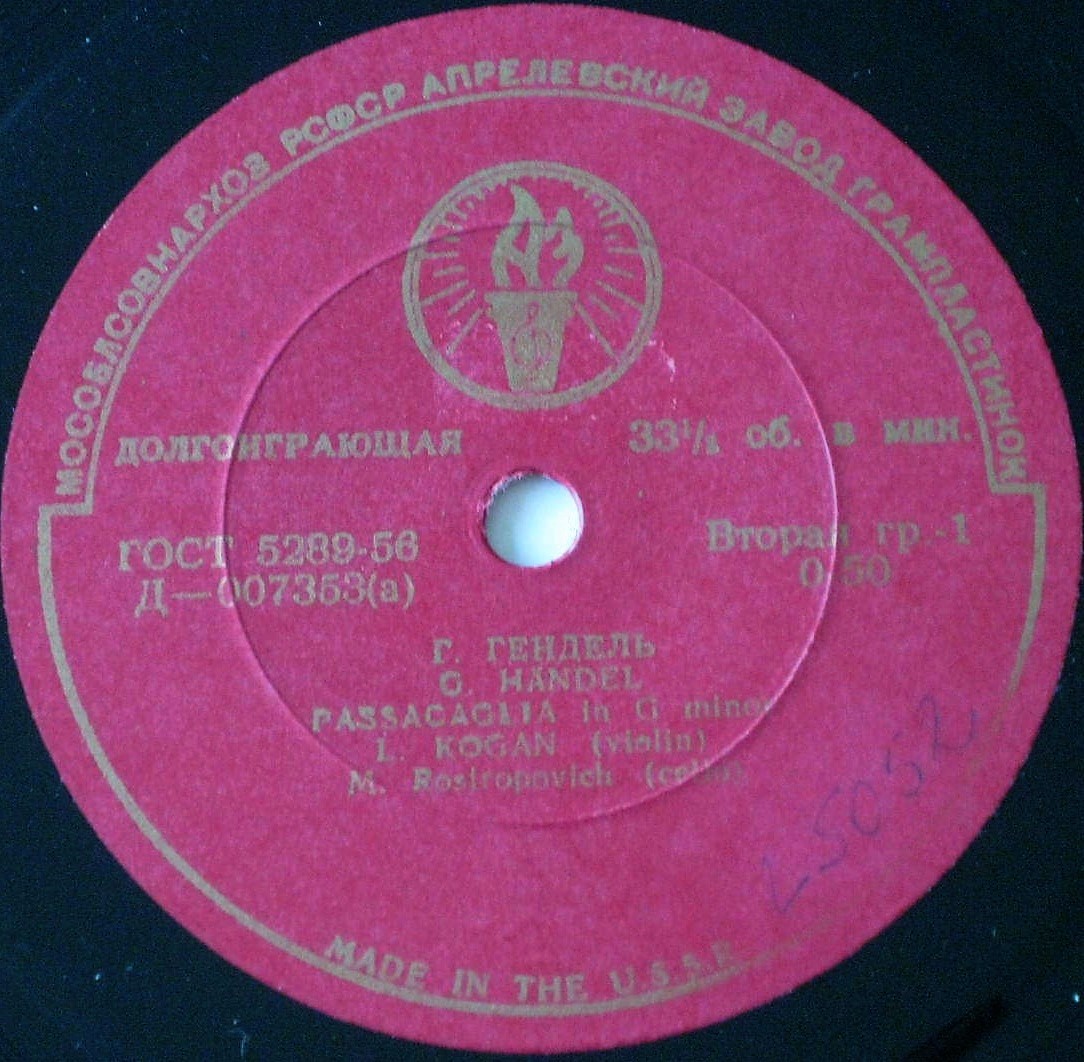 МОСОБЛСОВНАРХОЗ РСФСР АПРЕЛЕВСКИЙ ЗАВОД ГРАМПЛАСТИНОК
ДОЛГОИГРАЮЩАЯ 33⅓ об. в мин.
ГОСТ 5289-56 Вторая гр.-1
Д—007353(а) 0-50
Г. ГЕНДЕЛЬ
G. HÄNDEL
PASSACAGLIA in G minor
L. KOGAN (violin)
M. Rostropovich (cello)
25052
MADE IN THE U.S.S.R.